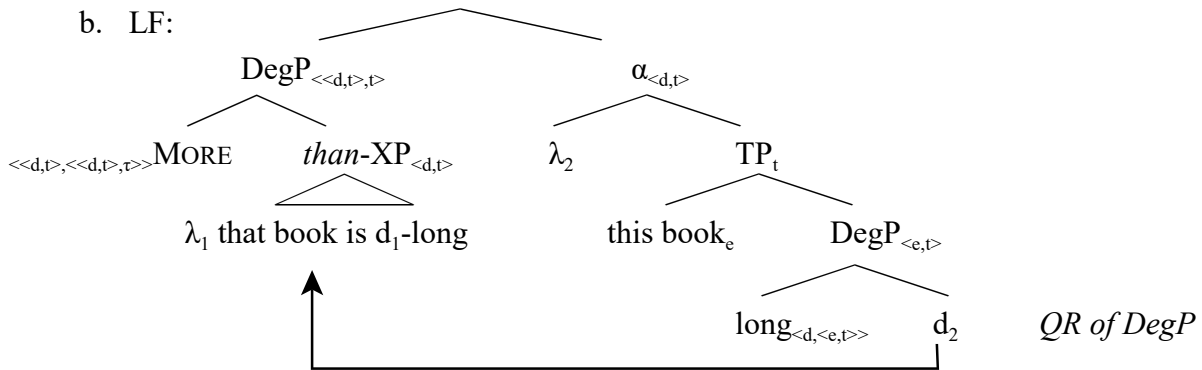 b. LF:
DegP<<d,t>,t> α<d,t>
<<d,t>,<<d,t>,τ>>MORE than-XP<d,t> λ2 TPt
λ1 that book is d1-long this booke DegP<e,t>
long<d,<e,t>> d2 QR of DegP